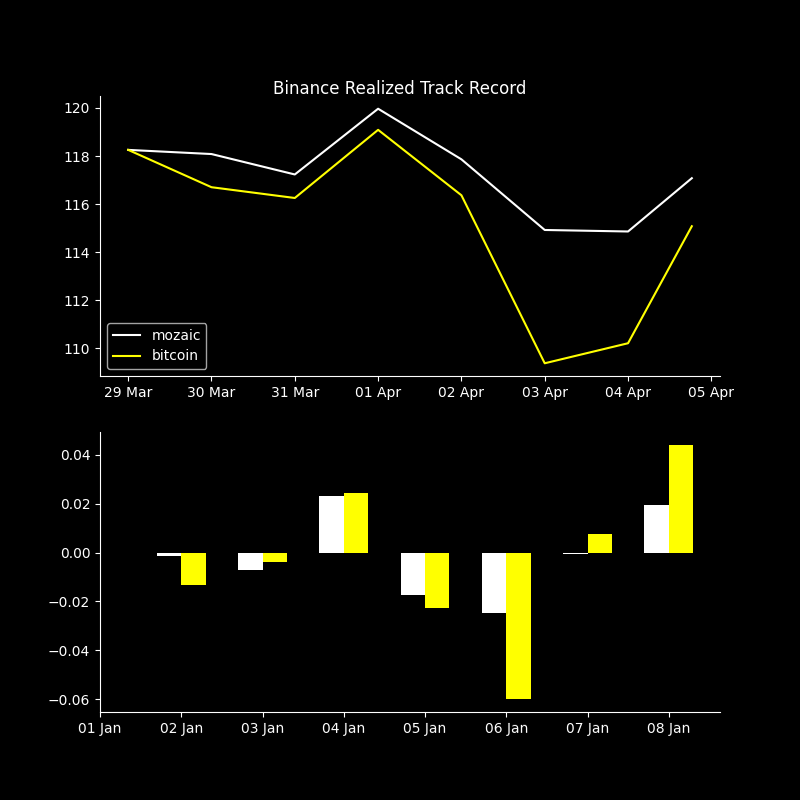 Binance Realized Track Record
120
118
116
114
112
110
mozaic
bitcoin
29 Mar 30 Mar 31 Mar 01 Apr 02 Apr 03 Apr 04 Apr 05 Apr
0.04
0.02
0.00
−0.02
−0.04
−0.06
01 Jan 02 Jan 03 Jan 04 Jan 05 Jan 06 Jan 07 Jan 08 Jan